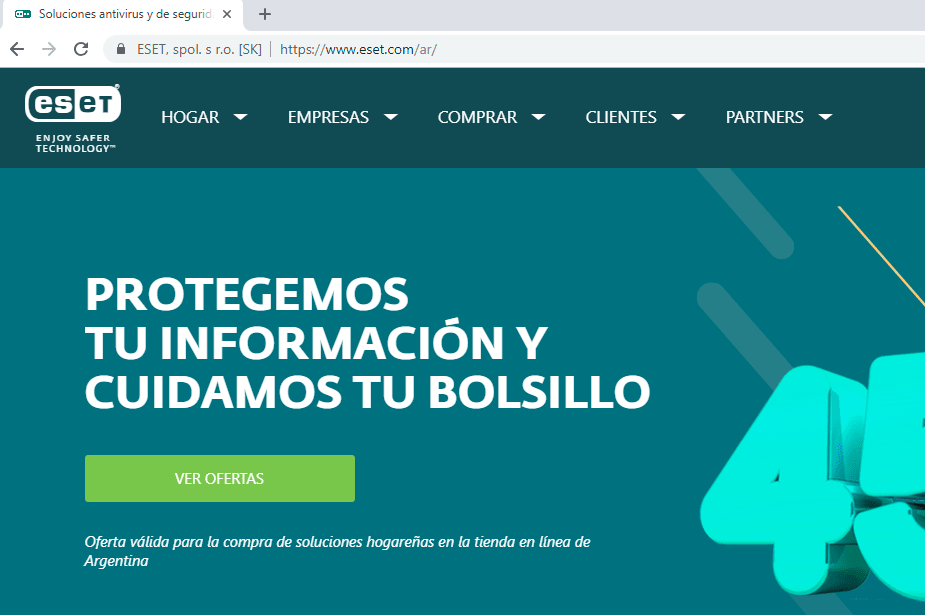 Soluciones antivirus y de segurid
ESET, spol. s r.o. [SK] https://www.eset.com/ar/
eseT®
ENJOY SAFER
TECHNOLOGY™
HOGAR EMPRESAS COMPRAR CLIENTES PARTNERS
PROTEGEMOS
TU INFORMACIÓN Y
CUIDAMOS TU BOLSILLO
VER OFERTAS
Oferta válida para la compra de soluciones hogareñas en la tienda en línea de
Argentina
45